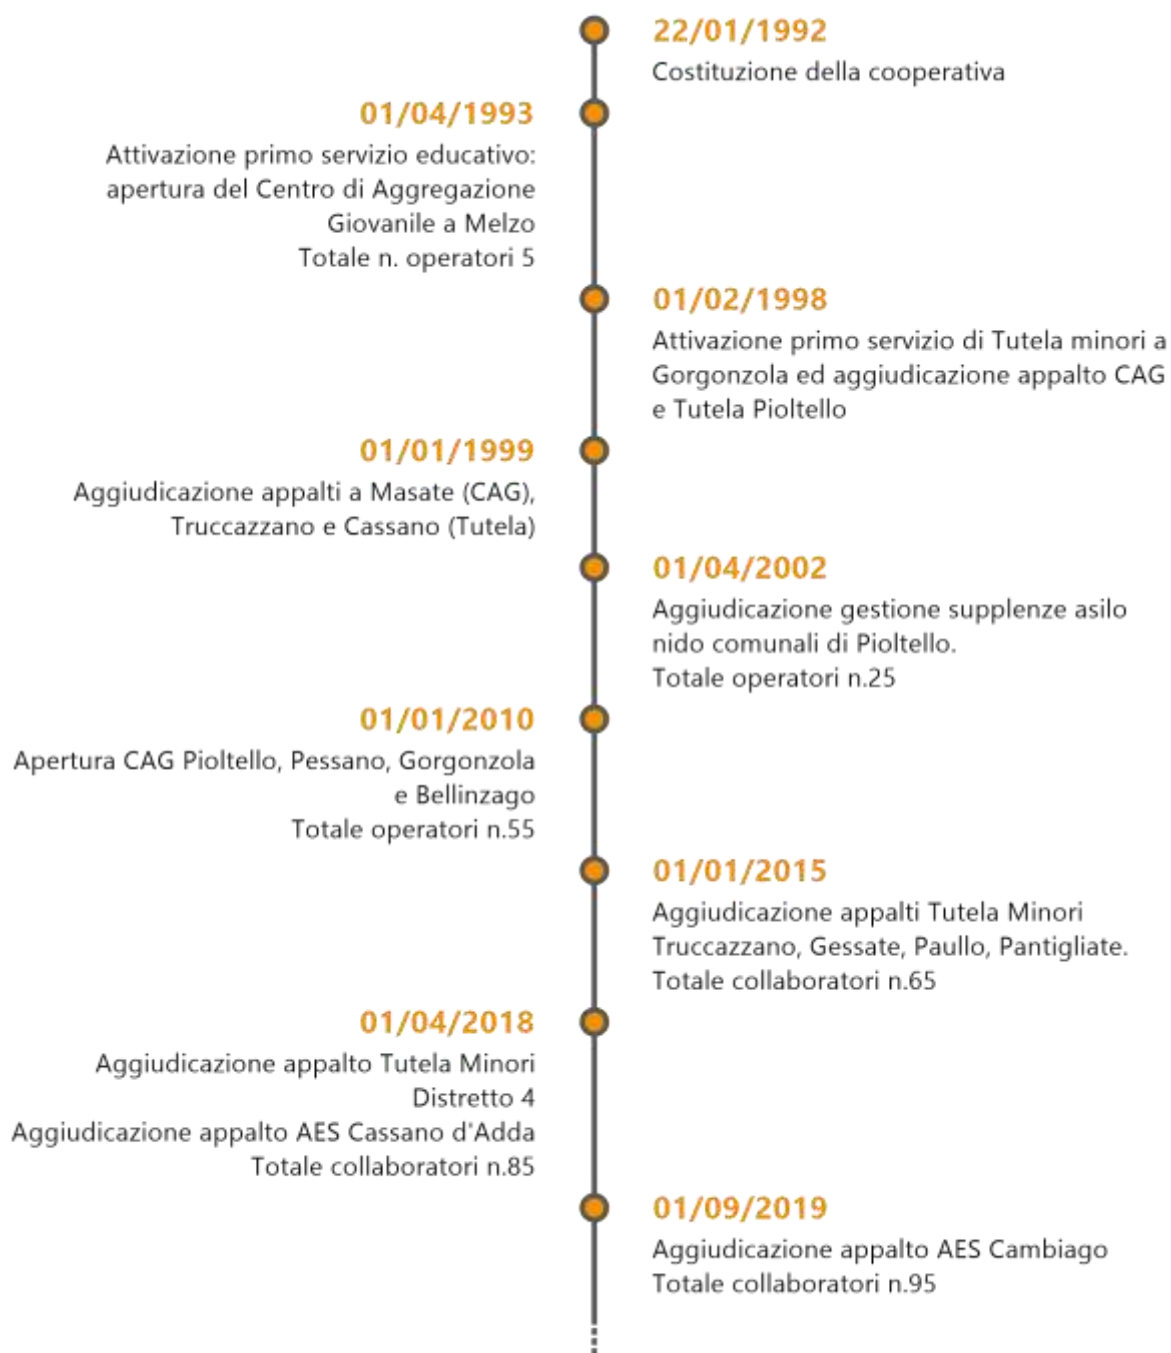 22/01/1992
Costituzione della cooperativa
01/04/1993
Attivazione primo servizio educativo:
apertura del Centro di Aggregazione
Giovanile a Melzo
Totale n. operatori 5
01/02/1998
Attivazione primo servizio di Tutela minori a
Gorgonzola ed aggiudicazione appalto CAG
e Tutela Pioltello
01/01/1999
Aggiudicazione appalti a Masate (CAG),
Truccazzano e Cassano (Tutela)
01/04/2002
Aggiudicazione gestione supplenze asilo
nido comunali di Pioltello.
Totale operatori n.25
01/01/2010
Apertura CAG Pioltello, Pessano, Gorgonzola
e Bellinzago
Totale operatori n.55
01/01/2015
Aggiudicazione appalti Tutela Minori
Truccazzano, Gessate, Paullo, Pantigliate.
Totale collaboratori n.65
01/04/2018
Aggiudicazione appalto Tutela Minori
Distretto 4
Aggiudicazione appalto AES Cassano d'Adda
Totale collaboratori n.85
01/09/2019
Aggiudicazione appalto AES Cambiago
Totale collaboratori n.95